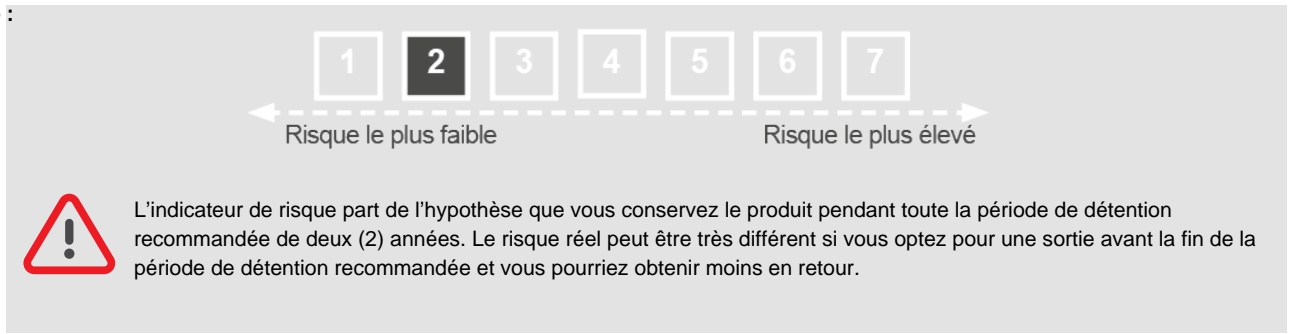 :
1 2 3 4 5 6 7
Risque le plus faible Risque le plus élevé
L'indicateur de risque part de l'hypothèse que vous conservez le produit pendant toute la période de détention
recommandée de deux (2) années. Le risque réel peut être très différent si vous optez pour une sortie avant la fin de la
période de détention recommandée et vous pourriez obtenir moins en retour.